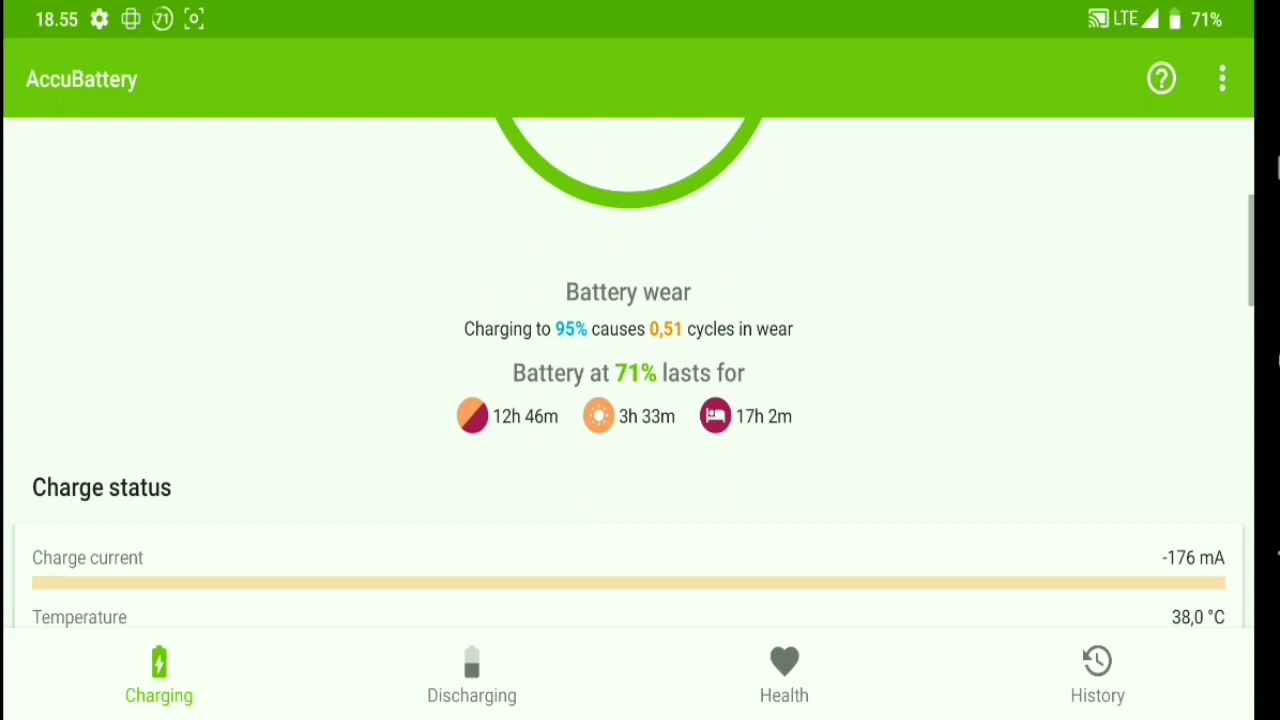 18.55 71 LTE 71%
AccuBattery
Battery wear
Charging to 95% causes 0,51 cycles in wear
Battery at 71% lasts for
12h 46m 3h 33m 17h 2m
Charge status
Charge current -176 mA
Temperature 38,0 °C
Charging Discharging Health History